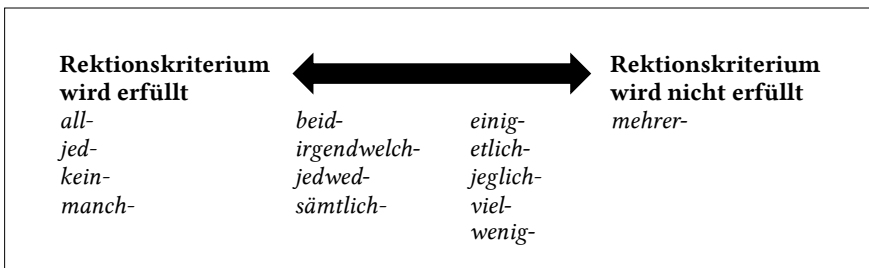 Rektionskriterium Rektionskriterium
wird erfüllt wird nicht erfüllt
all- beid- einig- mehrer-
jed- irgendwelch- etlich-
kein- jedwed- jeglich-
manch- sämtlich- viel-
wenig-